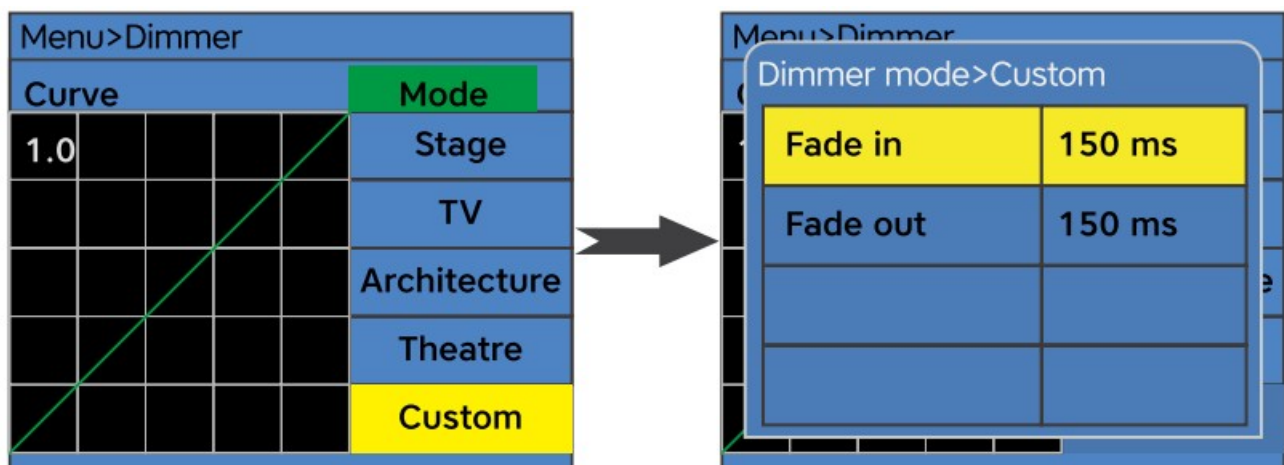 Menu>Dimmer
Curve
Mode
1.0
Stage
TV
Architecture
Theatre
Custom
Menu>Dimmer
Dimmer mode>Custom
Fade in 150 ms
Fade out 150 ms